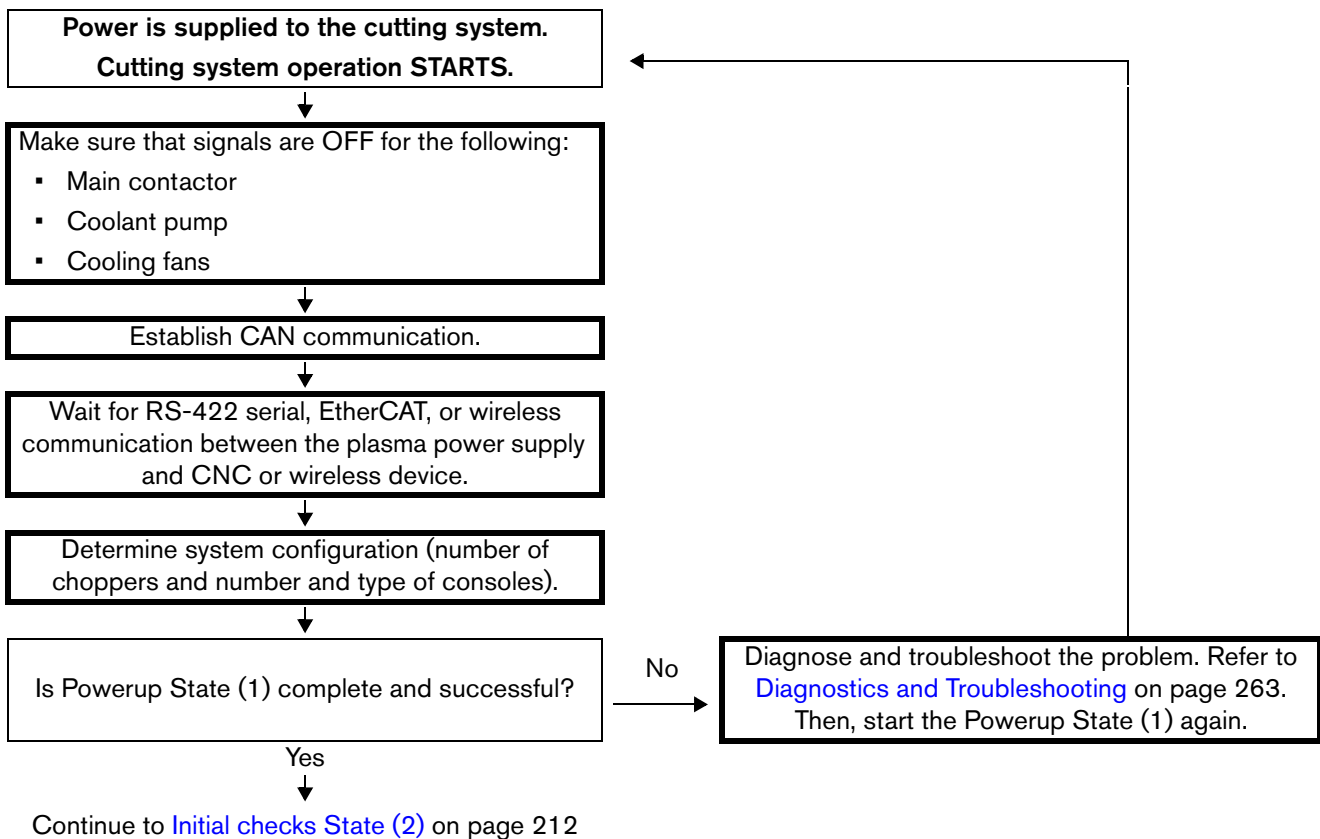 Power is supplied to the cutting system.
Cutting system operation STARTS.
Make sure that signals are OFF for the following:
▪ Main contactor
▪ Coolant pump
▪ Cooling fans
Establish CAN communication.
Wait for RS-422 serial, EtherCAT, or wireless
communication between the plasma power supply
and CNC or wireless device.
Determine system configuration (number of
choppers and number and type of consoles).
Is Powerup State (1) complete and successful?
No
Diagnose and troubleshoot the problem. Refer to
Diagnostics and Troubleshooting on page 263.
Then, start the Powerup State (1) again.
Yes
Continue to Initial checks State (2) on page 212